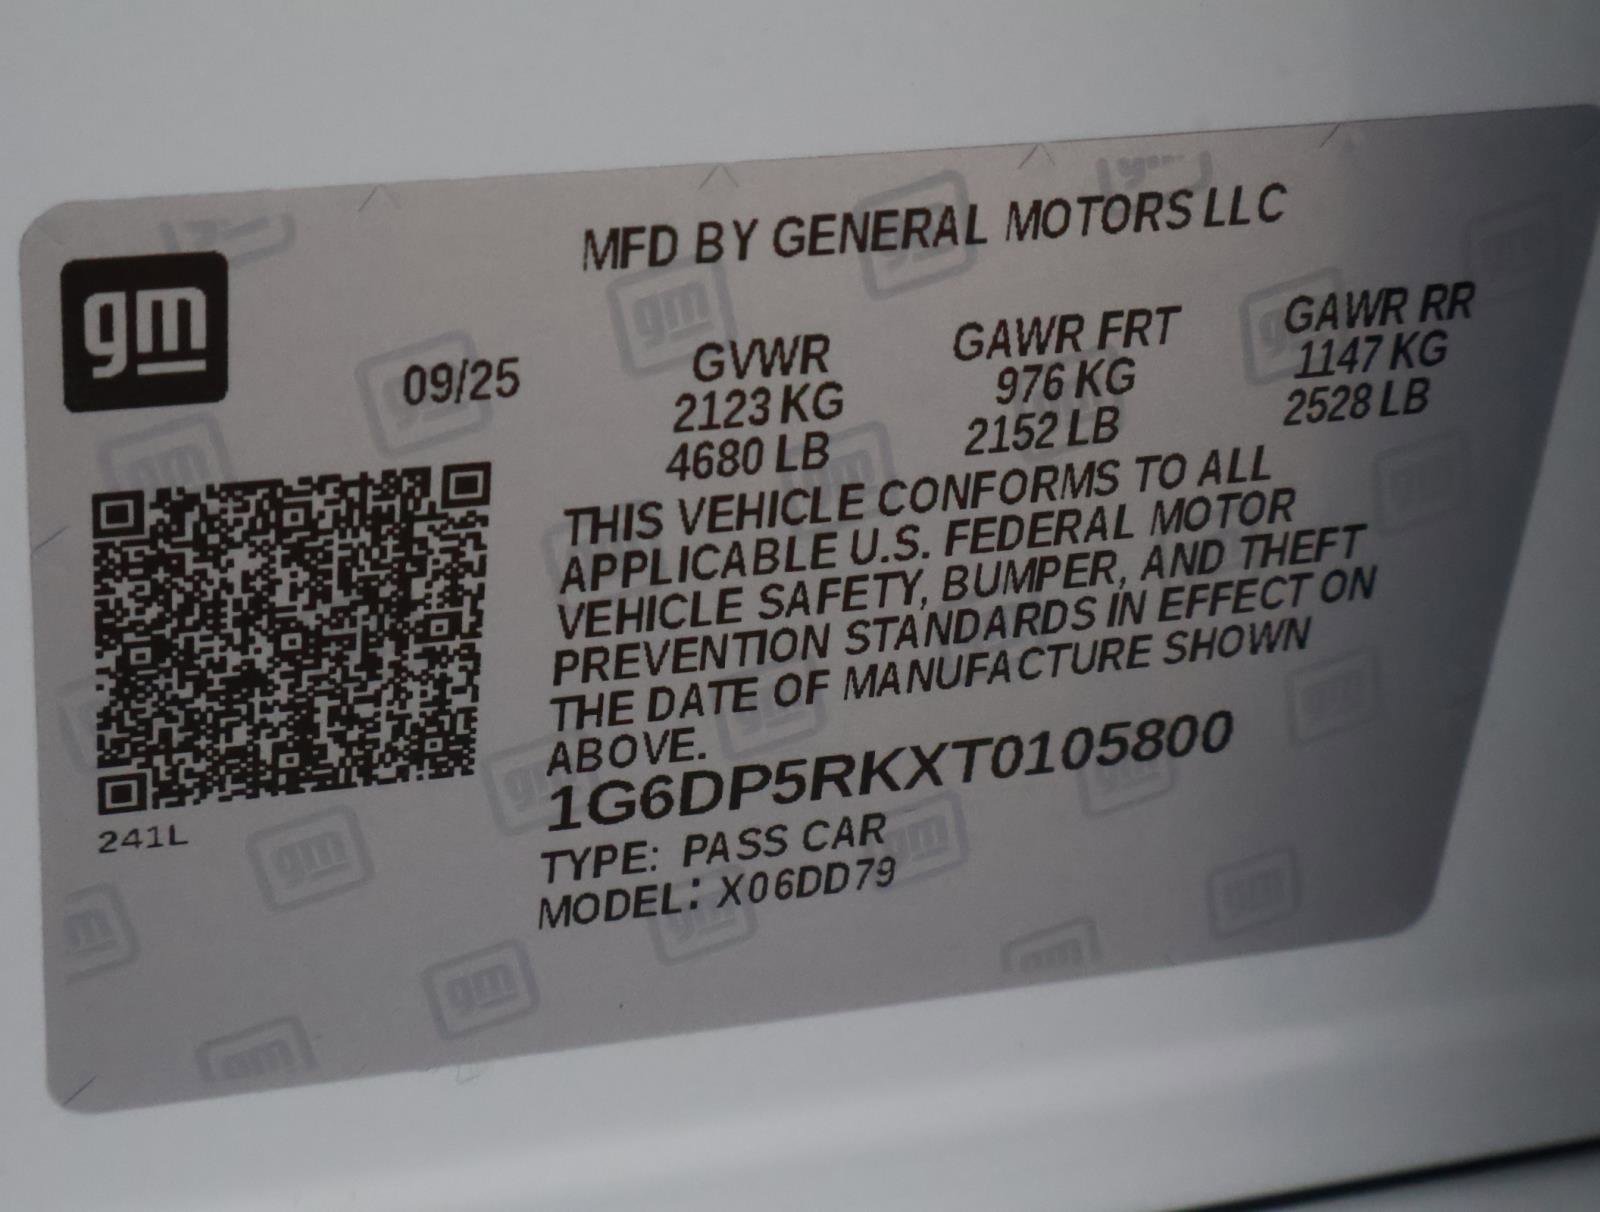 MFD BY GENERAL MOTORS LLC
gm
09/25
GVWR
2123 KG
4680 LB
GAWR FRT
976 KG
2152 LB
GAWR RR
1147 KG
2528 LB
THIS VEHICLE CONFORMS TO ALL
APPLICABLE U.S. FEDERAL MOTOR
VEHICLE SAFETY, BUMPER, AND THEFT
PREVENTION STANDARDS IN EFFECT ON
THE DATE OF MANUFACTURE SHOWN
ABOVE.
1G6DP5RKXT0105800
241L
TYPE: PASS CAR
MODEL: X06DD79